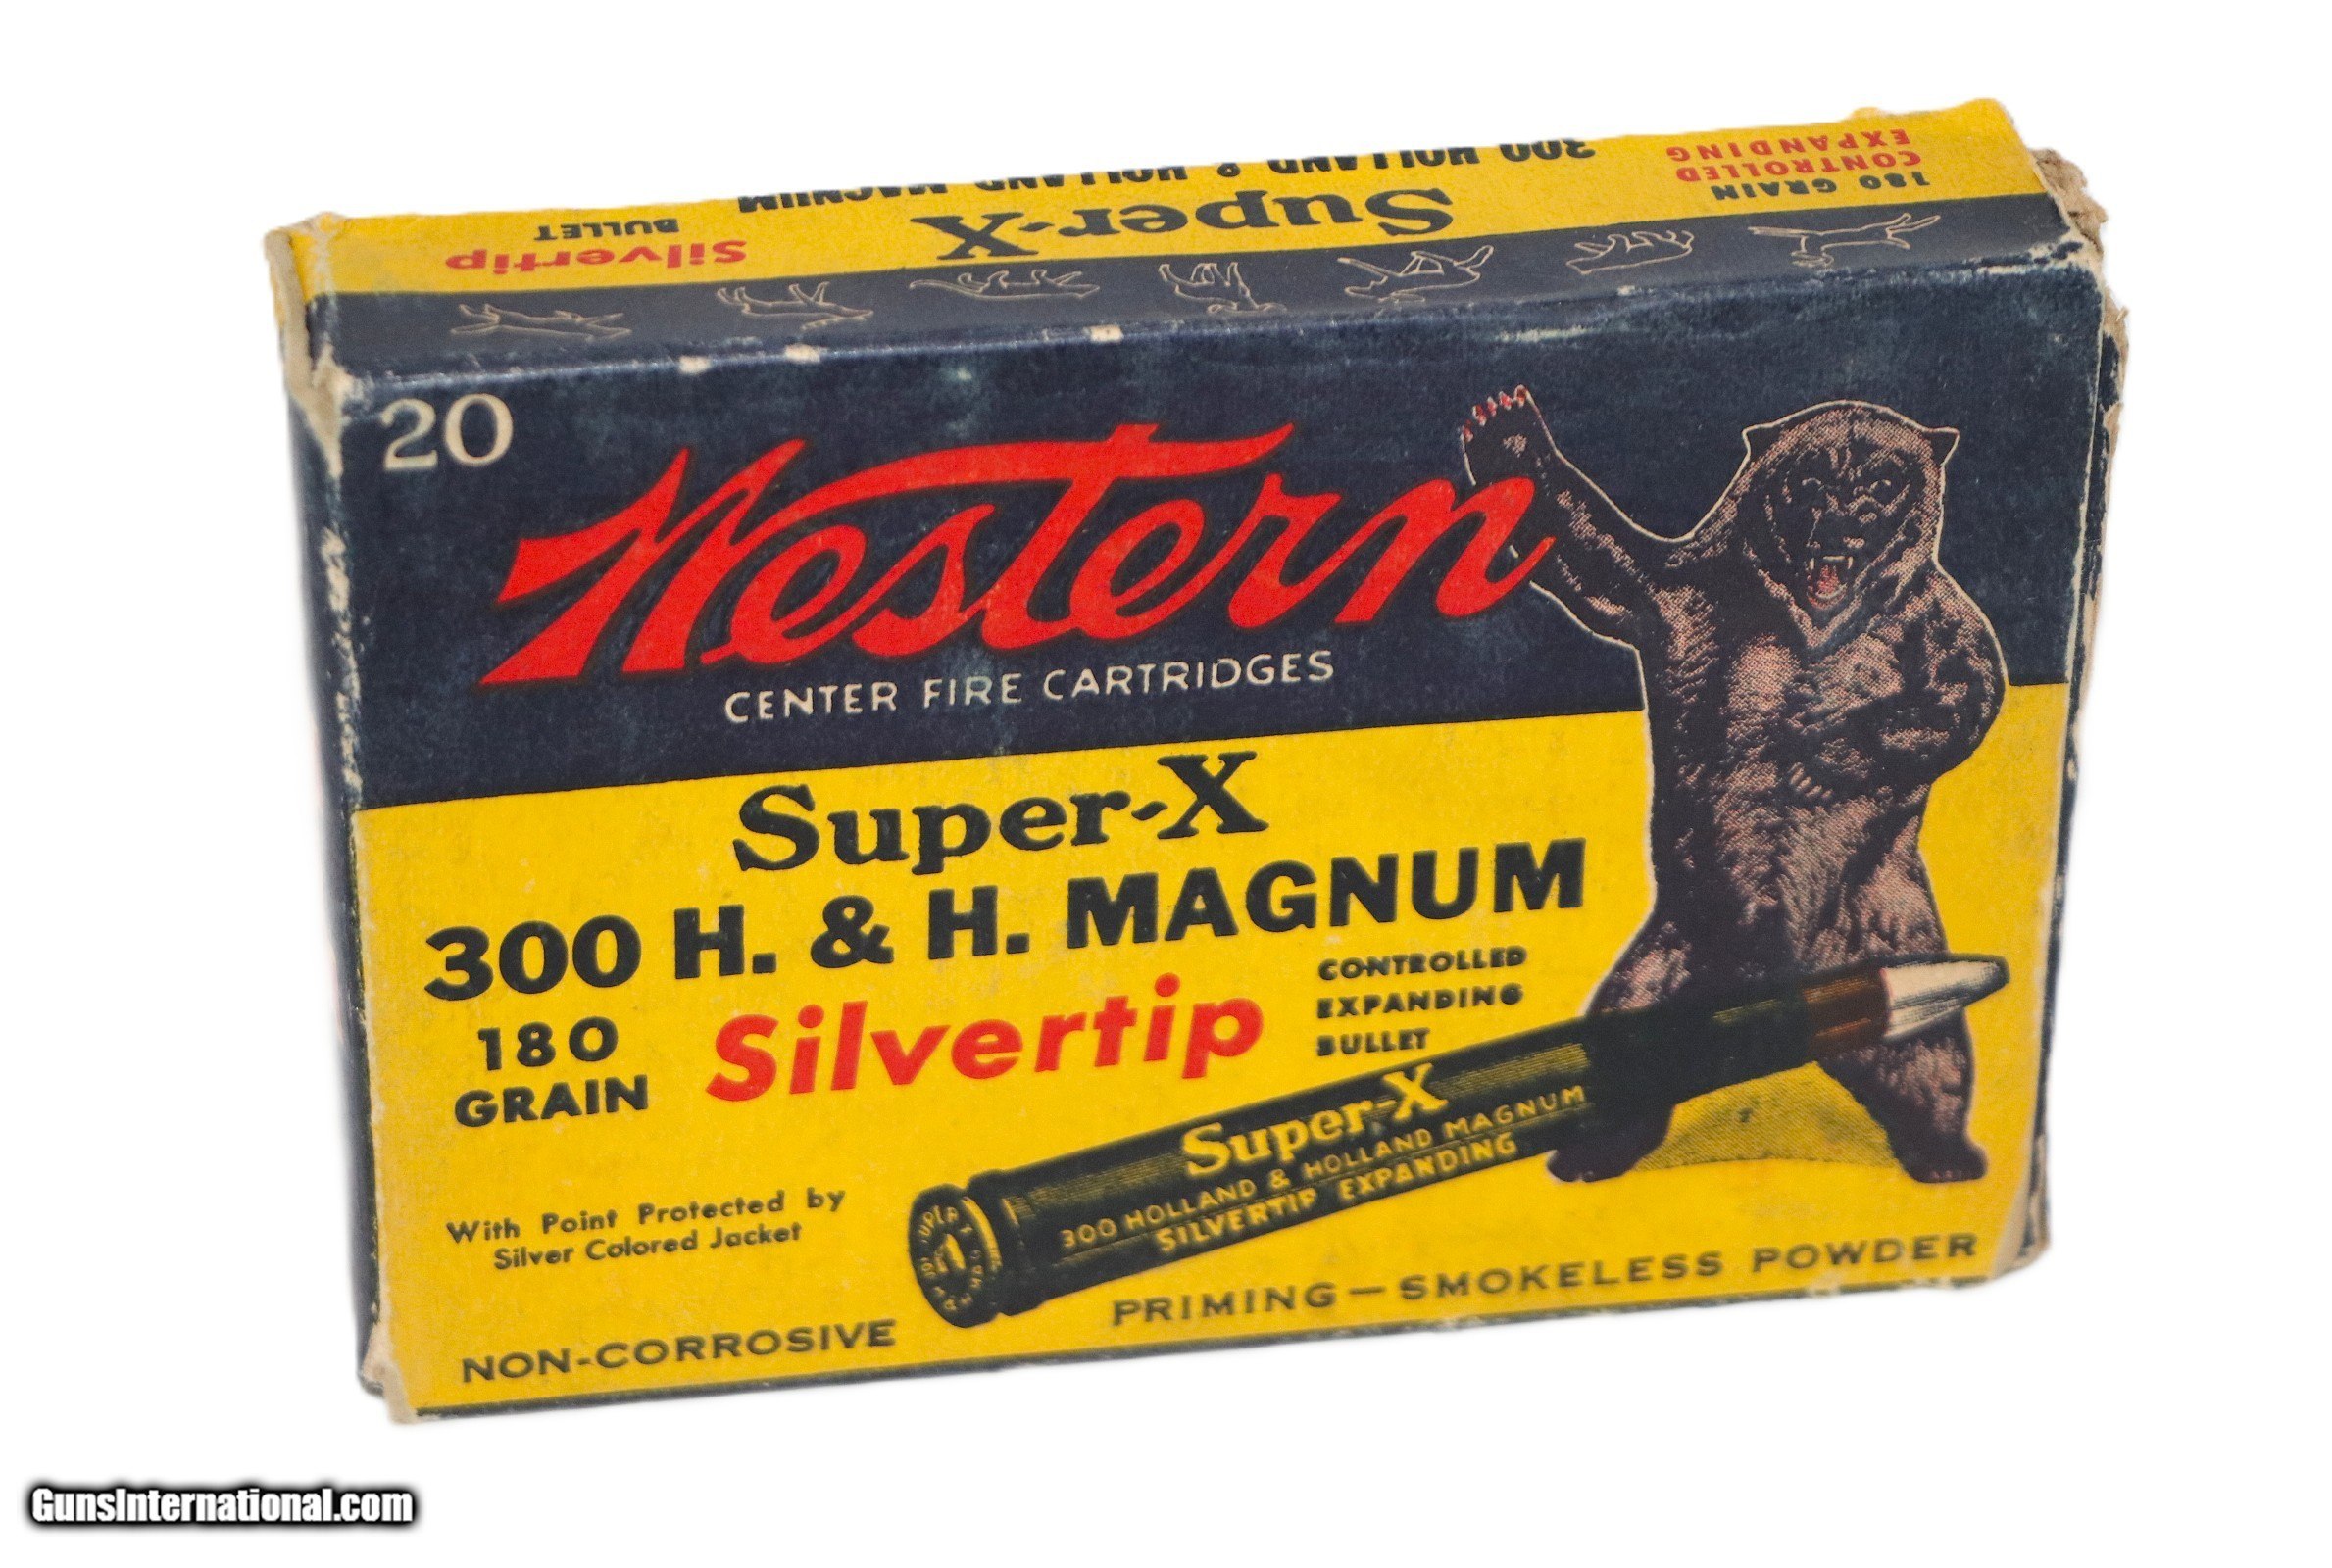 180 GRAIN
CONTROLLED
EXPANDING
Super-X
300 HOLLAND & HOLLAND MAGNUM
Silvertip
BULLET
20
Western
CENTER FIRE CARTRIDGES
Super-X
300 H. & H. MAGNUM
180
GRAIN
Silvertip
CONTROLLED
EXPANDING
BULLET
With Point Protected by
Silver Colored Jacket
Super-X
300 HOLLAND & HOLLAND MAGNUM
SILVERTIP EXPANDING
NON-CORROSIVE PRIMING—SMOKELESS POWDER
GunsInternational.com